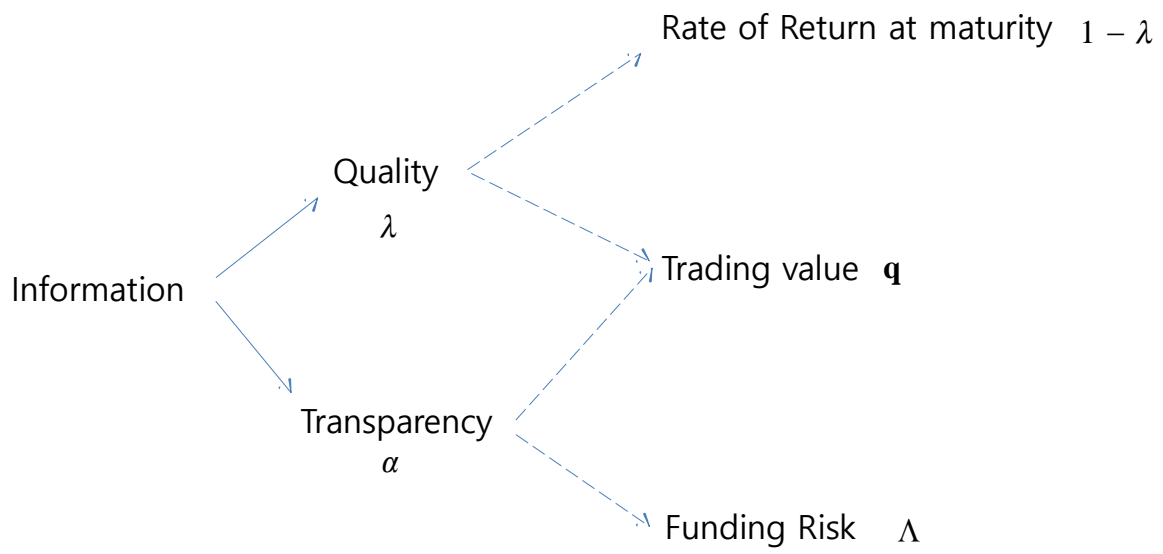 Rate of Return at maturity 1 − λ
Quality
λ
Trading value q
Information
Transparency
α
Funding Risk Λ